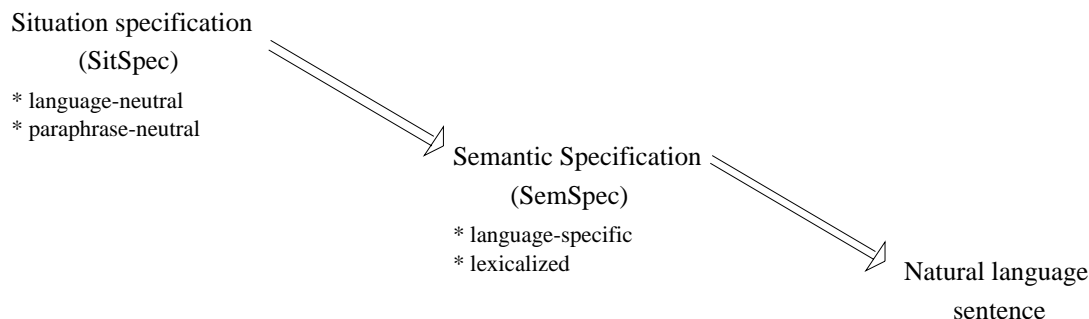 Situation specification
(SitSpec)
* language-neutral
* paraphrase-neutral
Semantic Specification
(SemSpec)
* language-specific
* lexicalized
Natural language
sentence